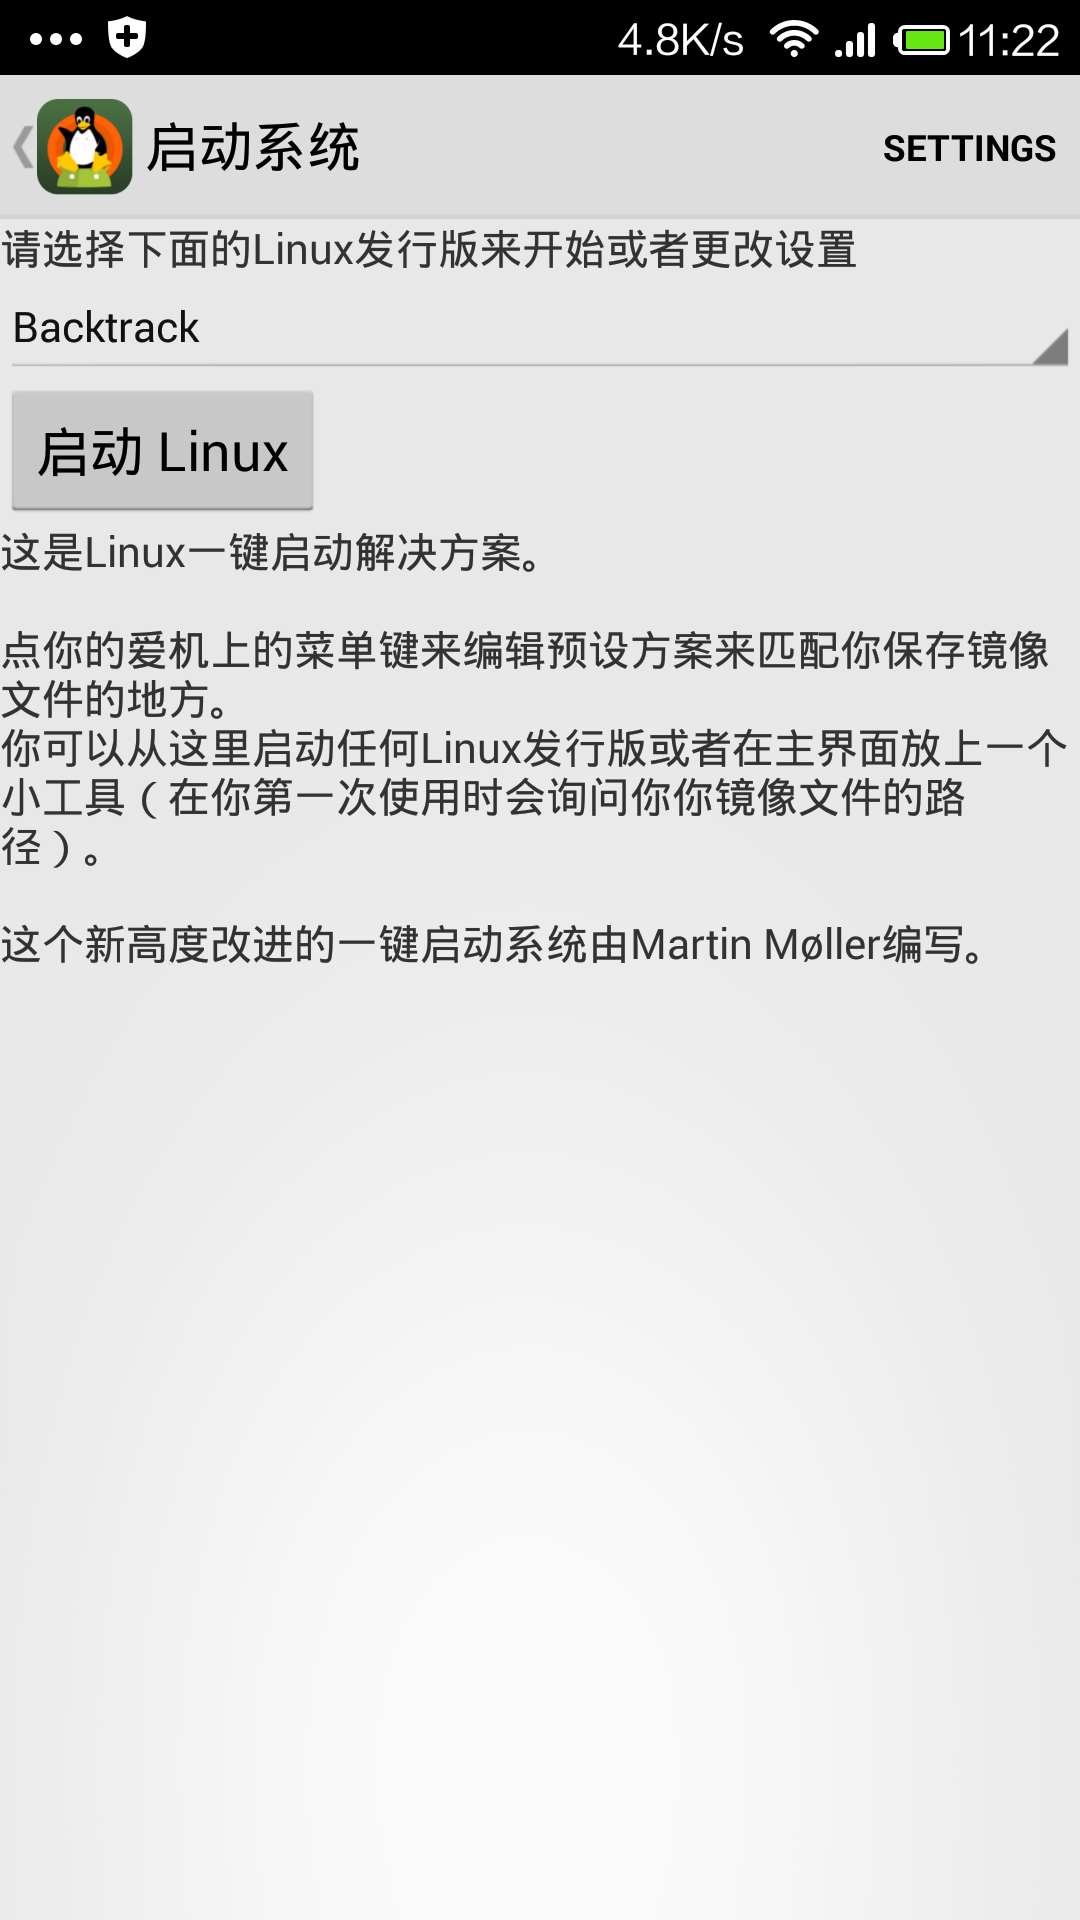 4.8K/s 11:22
启动系统 SETTINGS
请选择下面的Linux发行版来开始或者更改设置
Backtrack
启动 Linux
这是Linux一键启动解决方案。
点你的爱机上的菜单键来编辑预设方案来匹配你保存镜像
文件的地方。
你可以从这里启动任何Linux发行版或者在主界面放上一个
小工具（在你第一次使用时会询问你你镜像文件的路
径）。
这个新高度改进的一键启动系统由Martin Møller编写。